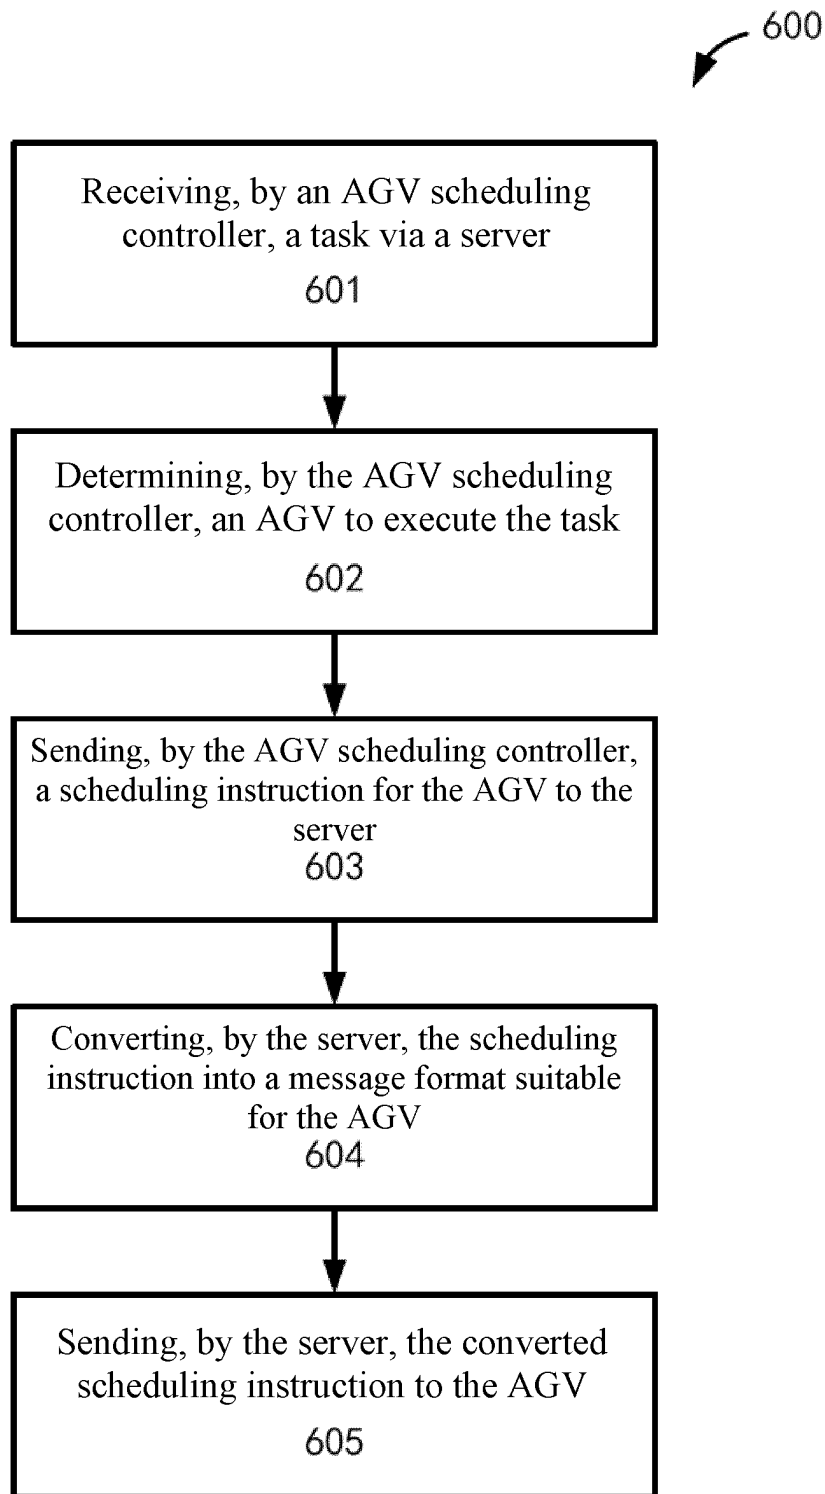 600
Receiving, by an AGV scheduling
controller, a task via a server
601
Determining, by the AGV scheduling
controller, an AGV to execute the task
602
Sending, by the AGV scheduling controller,
a scheduling instruction for the AGV to the
server
603
Converting, by the server, the scheduling
instruction into a message format suitable
for the AGV
604
Sending, by the server, the converted
scheduling instruction to the AGV
605